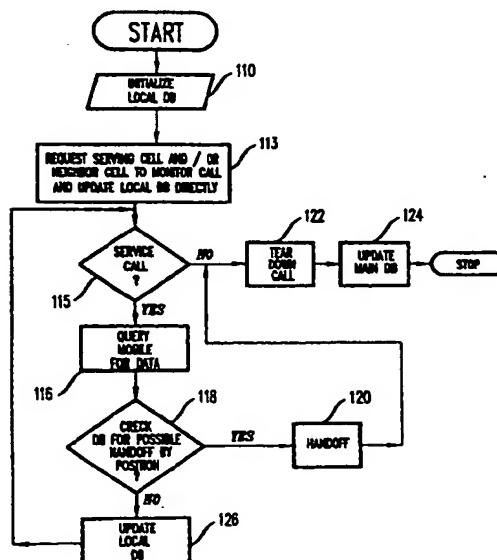 START
INITIALIZE
LOCAL DB
110
113
REQUEST SERVING CELL AND / OR
NEIGHBOR CELL TO MONITOR CALL
AND UPDATE LOCAL DB DIRECTLY
SERVICE
CALL
?
115
NO
YES
122
TEAR
DOWN
CALL
124
UPDATE
MAIN DB
STOP
QUERY
MOBILE
FOR DATA
116
118
CHECK
DB FOR POSSIBLE
HANDOFF BY
POSITION
?
YES
120
HANDOFF
NO
UPDATE
LOCAL
DB
126